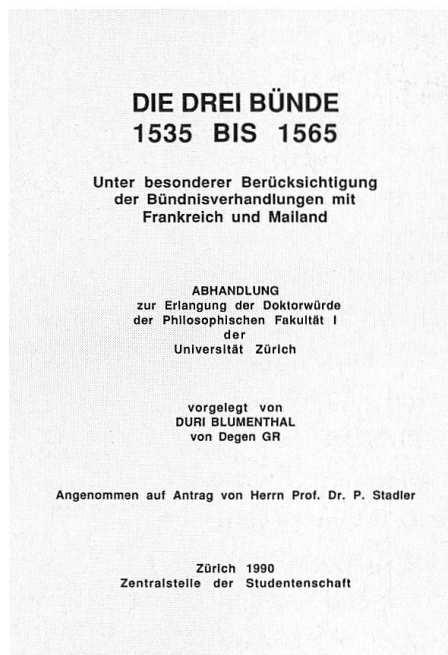 DIE DREI BÜNDE
1535 BIS 1565
Unter besonderer Berücksichtigung
der Bündnisverhandlungen mit
Frankreich und Mailand
ABHANDLUNG
zur Erlangung der Doktorwürde
der Philosophischen Fakultät I
der
Universität Zürich
vorgelegt von
DURI BLUMENTHAL
von Degen GR
Angenommen auf Antrag von Herrn Prof. Dr. P. Stadler
Zürich 1990
Zentralstelle der Studentenschaft